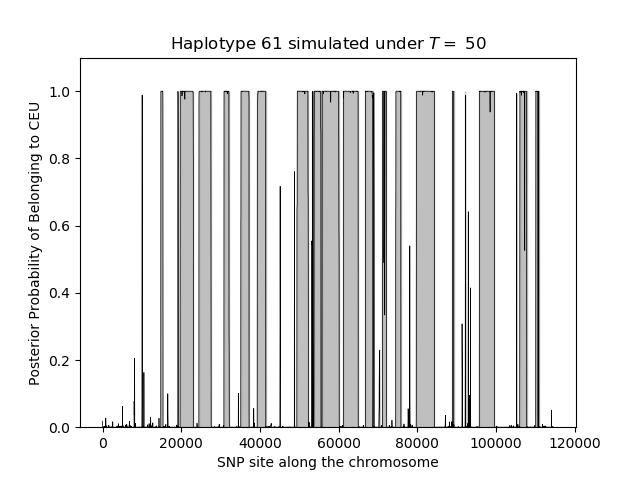 Haplotype 61 simulated under T = 50
Posterior Probability of Belonging to CEU
1.0
0.8
0.6
0.4
0.2
0.0
0 20000 40000 60000 80000 100000 120000
SNP site along the chromosome